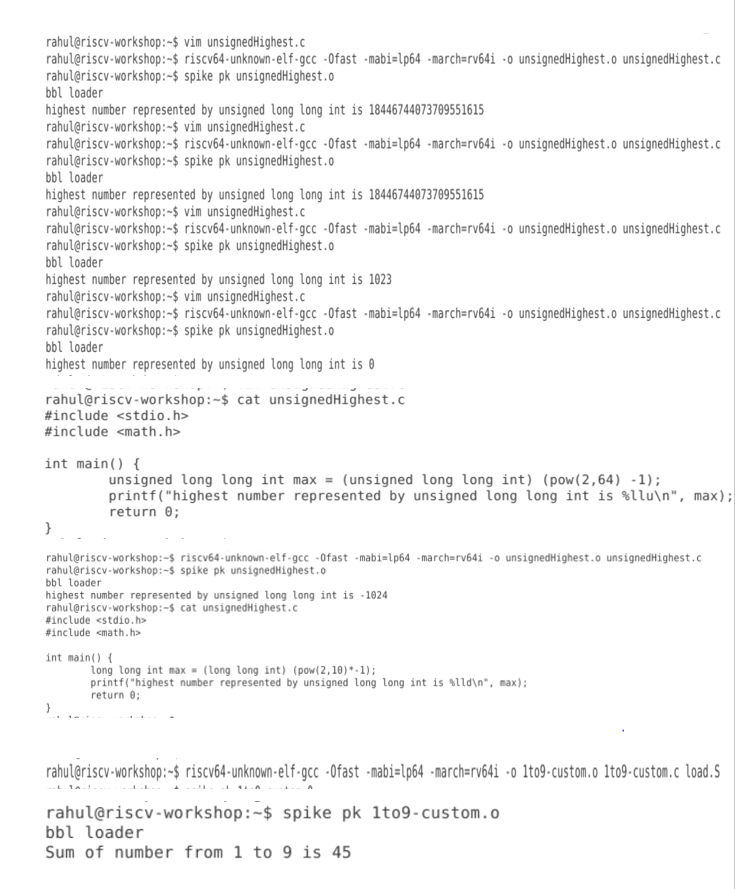 rahul@riscv-workshop:~$ vim unsignedHighest.c
rahul@riscv-workshop:~$ riscv64-unknown-elf-gcc -Ofast -mabi=lp64 -march=rv64i -o unsignedHighest.o unsignedHighest.c
rahul@riscv-workshop:~$ spike pk unsignedHighest.o
bbl loader
highest number represented by unsigned long long int is 18446744073709551615
rahul@riscv-workshop:~$ vim unsignedHighest.c
rahul@riscv-workshop:~$ riscv64-unknown-elf-gcc -Ofast -mabi=lp64 -march=rv64i -o unsignedHighest.o unsignedHighest.c
rahul@riscv-workshop:~$ spike pk unsignedHighest.o
bbl loader
highest number represented by unsigned long long int is 18446744073709551615
rahul@riscv-workshop:~$ vim unsignedHighest.c
rahul@riscv-workshop:~$ riscv64-unknown-elf-gcc -Ofast -mabi=lp64 -march=rv64i -o unsignedHighest.o unsignedHighest.c
rahul@riscv-workshop:~$ spike pk unsignedHighest.o
bbl loader
highest number represented by unsigned long long int is 1023
rahul@riscv-workshop:~$ vim unsignedHighest.c
rahul@riscv-workshop:~$ riscv64-unknown-elf-gcc -Ofast -mabi=lp64 -march=rv64i -o unsignedHighest.o unsignedHighest.c
rahul@riscv-workshop:~$ spike pk unsignedHighest.o
bbl loader
highest number represented by unsigned long long int is 0
rahul@riscv-workshop:~$ cat unsignedHighest.c
#include <stdio.h>
#include <math.h>
int main() {
unsigned long long int max = (unsigned long long int) (pow(2,64) -1);
printf("highest number represented by unsigned long long int is %llu\n", max);
return 0;
}
rahul@riscv-workshop:~$ riscv64-unknown-elf-gcc -Ofast -mabi=lp64 -march=rv64i -o unsignedHighest.o unsignedHighest.c
rahul@riscv-workshop:~$ spike pk unsignedHighest.o
bbl loader
highest number represented by unsigned long long int is -1024
rahul@riscv-workshop:~$ cat unsignedHighest.c
#include <stdio.h>
#include <math.h>
int main() {
long long int max = (long long int) (pow(2,10)*-1);
printf("highest number represented by unsigned long long int is %lld\n", max);
return 0;
}
rahul@riscv-workshop:~$ riscv64-unknown-elf-gcc -Ofast -mabi=lp64 -march=rv64i -o 1to9-custom.o 1to9-custom.c load.S
rahul@riscv-workshop:~$ spike pk 1to9-custom.o
bbl loader
Sum of number from 1 to 9 is 45